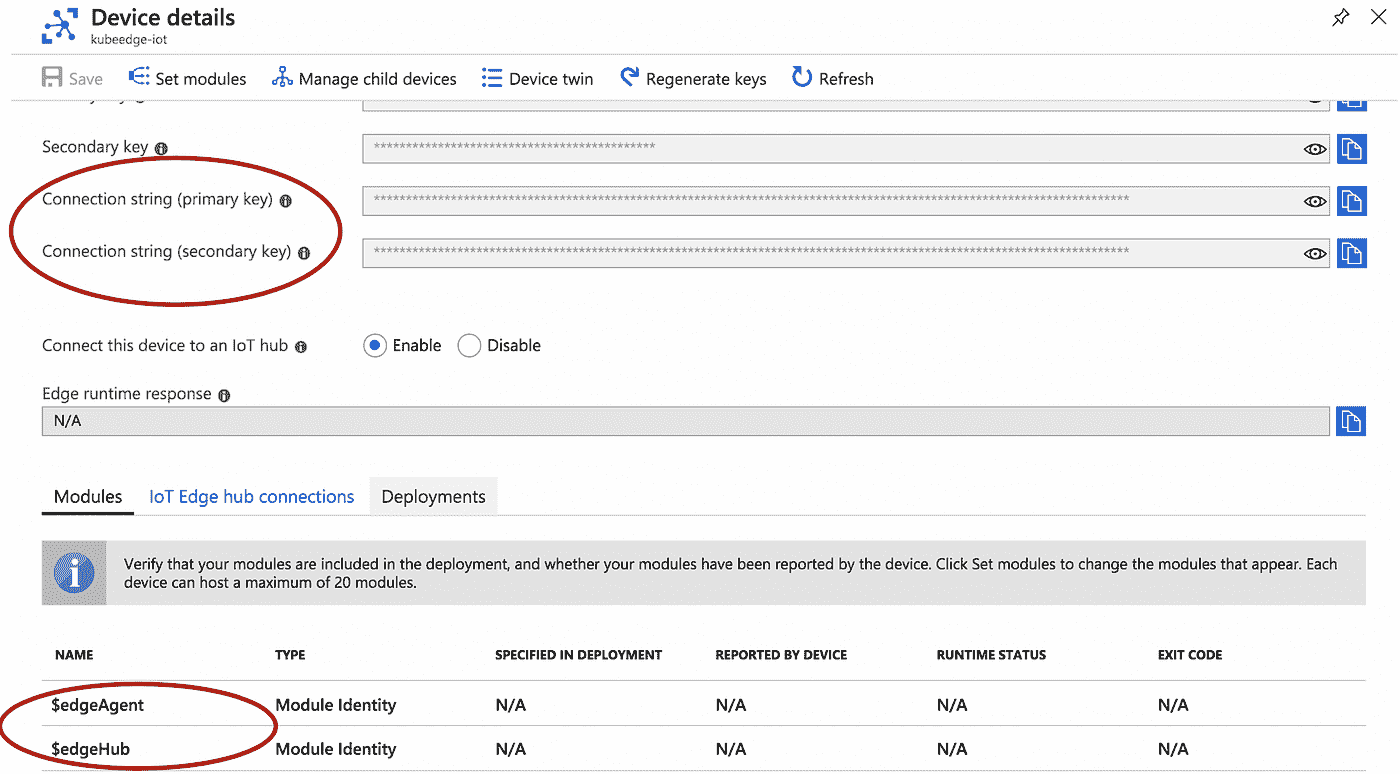 Device details
kubeedge-iot
Save Set modules Manage child devices Device twin Regenerate keys Refresh
Secondary key
********************************************
Connection string (primary key)
******************************************************************************************************************
Connection string (secondary key)
******************************************************************************************************************
Connect this device to an IoT hub Enable Disable
Edge runtime response
N/A
Modules IoT Edge hub connections Deployments
Verify that your modules are included in the deployment, and whether your modules have been reported by the device. Click Set modules to change the modules that appear. Each
device can host a maximum of 20 modules.
NAME TYPE SPECIFIED IN DEPLOYMENT REPORTED BY DEVICE RUNTIME STATUS EXIT CODE
$edgeAgent Module Identity N/A N/A N/A N/A
$edgeHub Module Identity N/A N/A N/A N/A